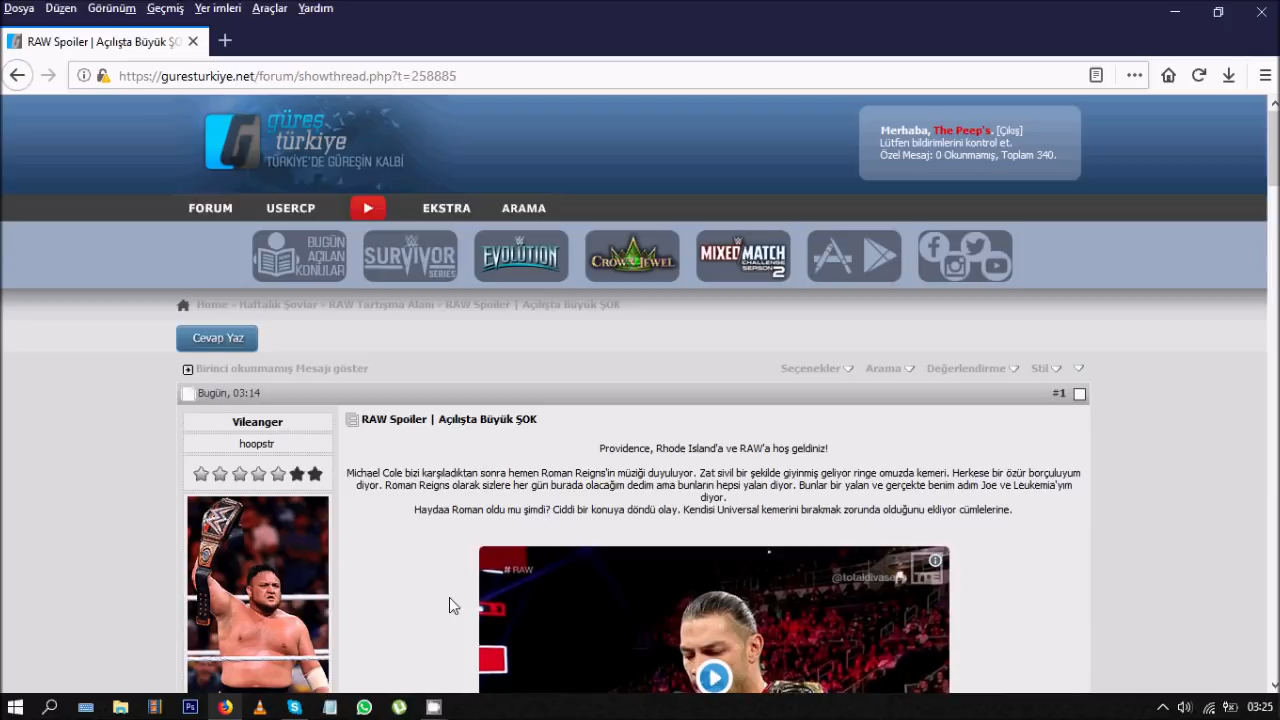 Dosya Düzen Görünüm Geçmiş Yer imleri Araçlar Yardım
RAW Spoiler | Açılışta Büyük ŞO
https://guresturkiye.net/forum/showthread.php?t=258885
güreş
türkiye
TÜRKİYE'DE GÜREŞİN KALBİ
Merhaba, The Peep's. [Çıkış]
Lütfen bildirimlerini kontrol et.
Özel Mesaj: 0 Okunmamış, Toplam 340.
FORUM USERCP EKSTRA ARAMA
BUGÜN
AÇILAN
KONULAR
SURVIVOR
SERIES
EVOLUTION
CROWN JEWEL
MIXED MATCH
CHALLENGE
SEASON 2
Home » Haftalık Şovlar » RAW Tartışma Alanı » RAW Spoiler | Açılışta Büyük ŞOK
Cevap Yaz
Birinci okunmamış Mesajı göster
Seçenekler Arama Değerlendirme Stil
Bugün, 03:14
#1
Vileanger
hoopstr
RAW Spoiler | Açılışta Büyük ŞOK
Providence, Rhode Island'a ve RAW'a hoş geldiniz!
Michael Cole bizi karşıladıktan sonra hemen Roman Reigns'in müziği duyuluyor. Zat sivil bir şekilde giyinmiş geliyor ringe omuzda kemeri. Herkese bir özür borçluyum
diyor. Roman Reigns olarak sizlere her gün burada olacağım dedim ama bunların hepsi yalan diyor. Bunlar bir yalan ve gerçekte benim adım Joe ve Leukemia'yım
diyor.
Haydaa Roman oldu mu şimdi? Ciddi bir konuya döndü olay. Kendisi Universal kemerini bırakmak zorunda olduğunu ekliyor cümlelerine.
#RAW
03:25